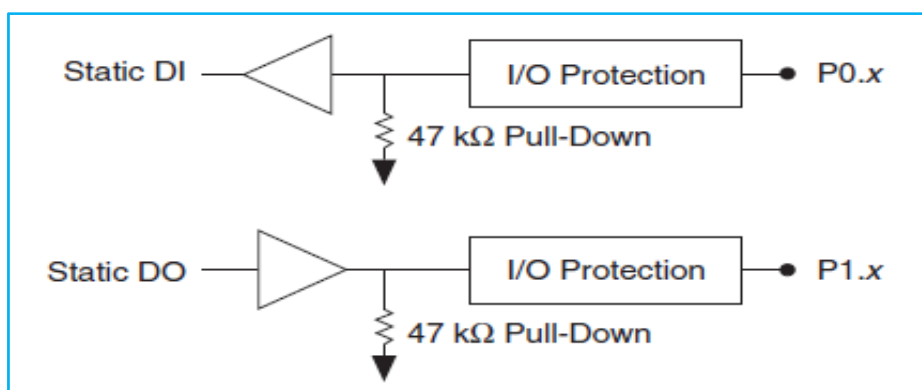 Static DI
I/O Protection
P0.x
47 kΩ Pull-Down
Static DO
I/O Protection
P1.x
47 kΩ Pull-Down